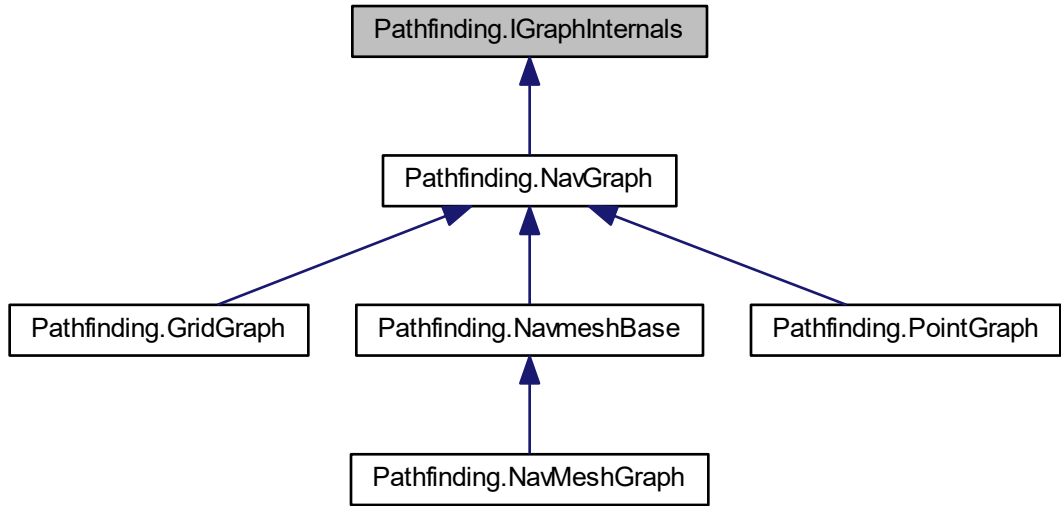 Pathfinding.IGraphInternals
Pathfinding.NavGraph
Pathfinding.GridGraph
Pathfinding.NavmeshBase
Pathfinding.PointGraph
Pathfinding.NavMeshGraph